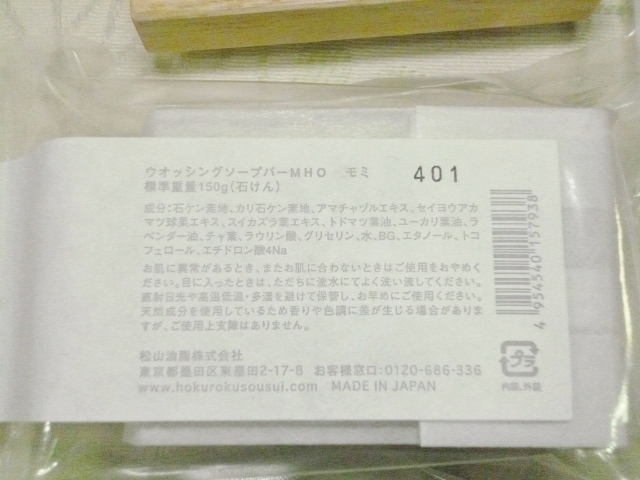 ウオッシングソープバーMHO モミ 401
標準重量150g(石けん)
成分:石ケン素地、カリ石ケン素地、アマチャヅルエキス、セイヨウアカ
マツ球果エキス、スイカズラ葉エキス、トドマツ葉油、ユーカリ葉油、ラ
ベンダー油、チャ葉、ラウリン酸、グリセリン、水、BG、エタノール、トコ
フェロール、エチドロン酸4Na
お肌に異常があるとき、またお肌に合わないときはご使用をおやめく
ださい。目に入ったときは、ただちに流水にてよく洗い流してください。
直射日光や高温低温・多湿を避けて保管し、お早めにご使用ください。
天然成分を使用しているため香りや色調に差が生じる場合があります
が、ご使用上支障はありません。
松山油脂株式会社
東京都墨田区東墨田2-17-8 お客様窓口:0120-686-336
www.hokurokusousui.com MADE IN JAPAN
4 954540 157938
プラ
内袋、外袋